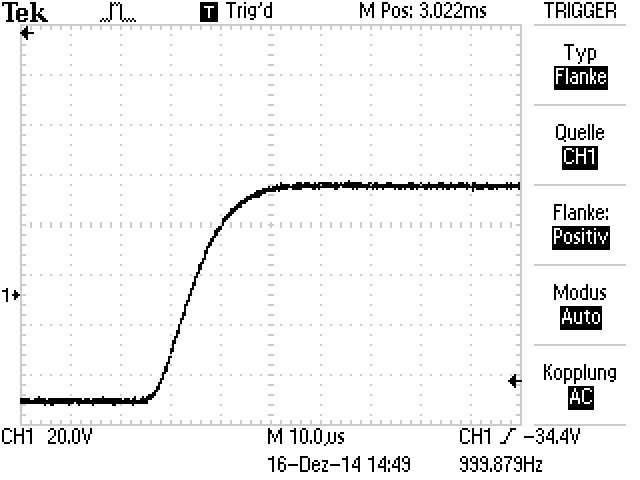 Tek T Trig'd M Pos: 3.022ms TRIGGER
Typ
Flanke
Quelle
CH1
Flanke:
Positiv
1
Modus
Auto
Kopplung
AC
CH1 20.0V M 10.0µs CH1 -34.4V
16-Dez-14 14:49 999.879Hz